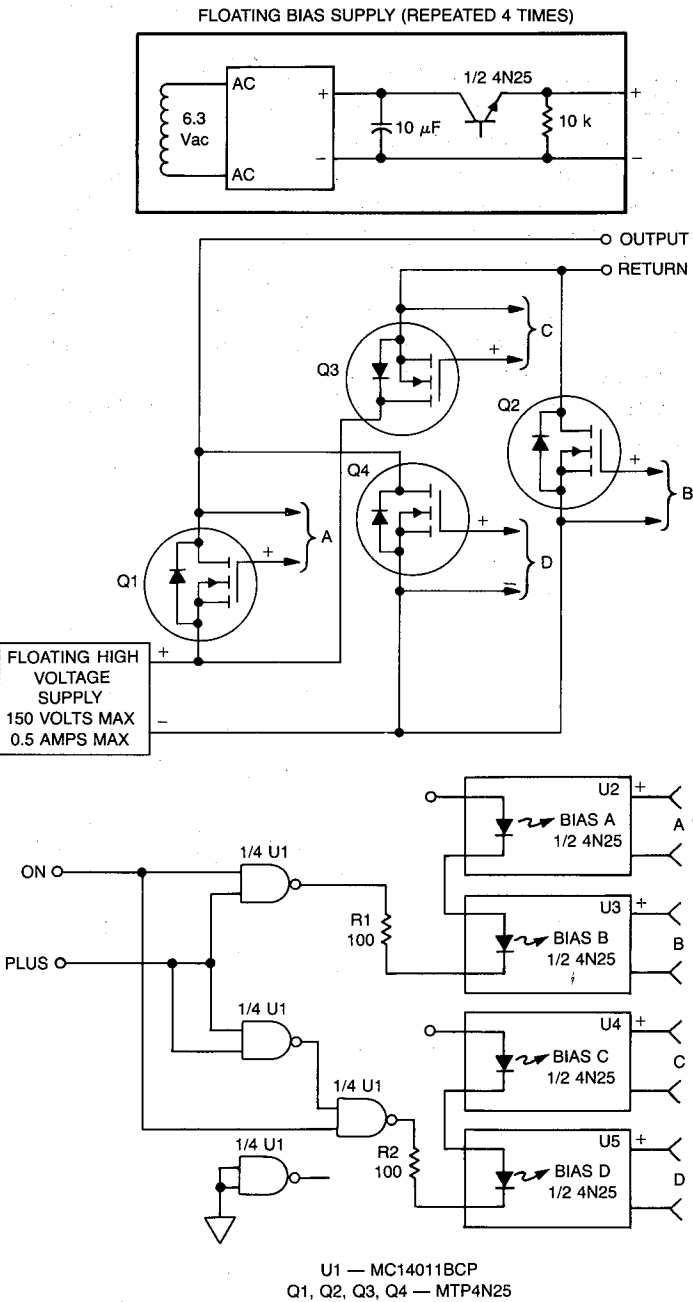 FLOATING BIAS SUPPLY (REPEATED 4 TIMES)
AC
6.3
Vac
AC
+
−
10 μF
1/2 4N25
10 k
+
−
OUTPUT
RETURN
C
+
Q3
Q2
+
B
Q4
+
D
−
A
+
Q1
FLOATING HIGH
VOLTAGE
SUPPLY
150 VOLTS MAX
0.5 AMPS MAX
+
−
U2
BIAS A
1/2 4N25
+
A
ON
1/4 U1
R1
100
U3
BIAS B
1/2 4N25
+
B
PLUS
1/4 U1
U4
BIAS C
1/2 4N25
+
C
1/4 U1
R2
100
U5
BIAS D
1/2 4N25
+
D
1/4 U1
U1 — MC14011BCP
Q1, Q2, Q3, Q4 — MTP4N25